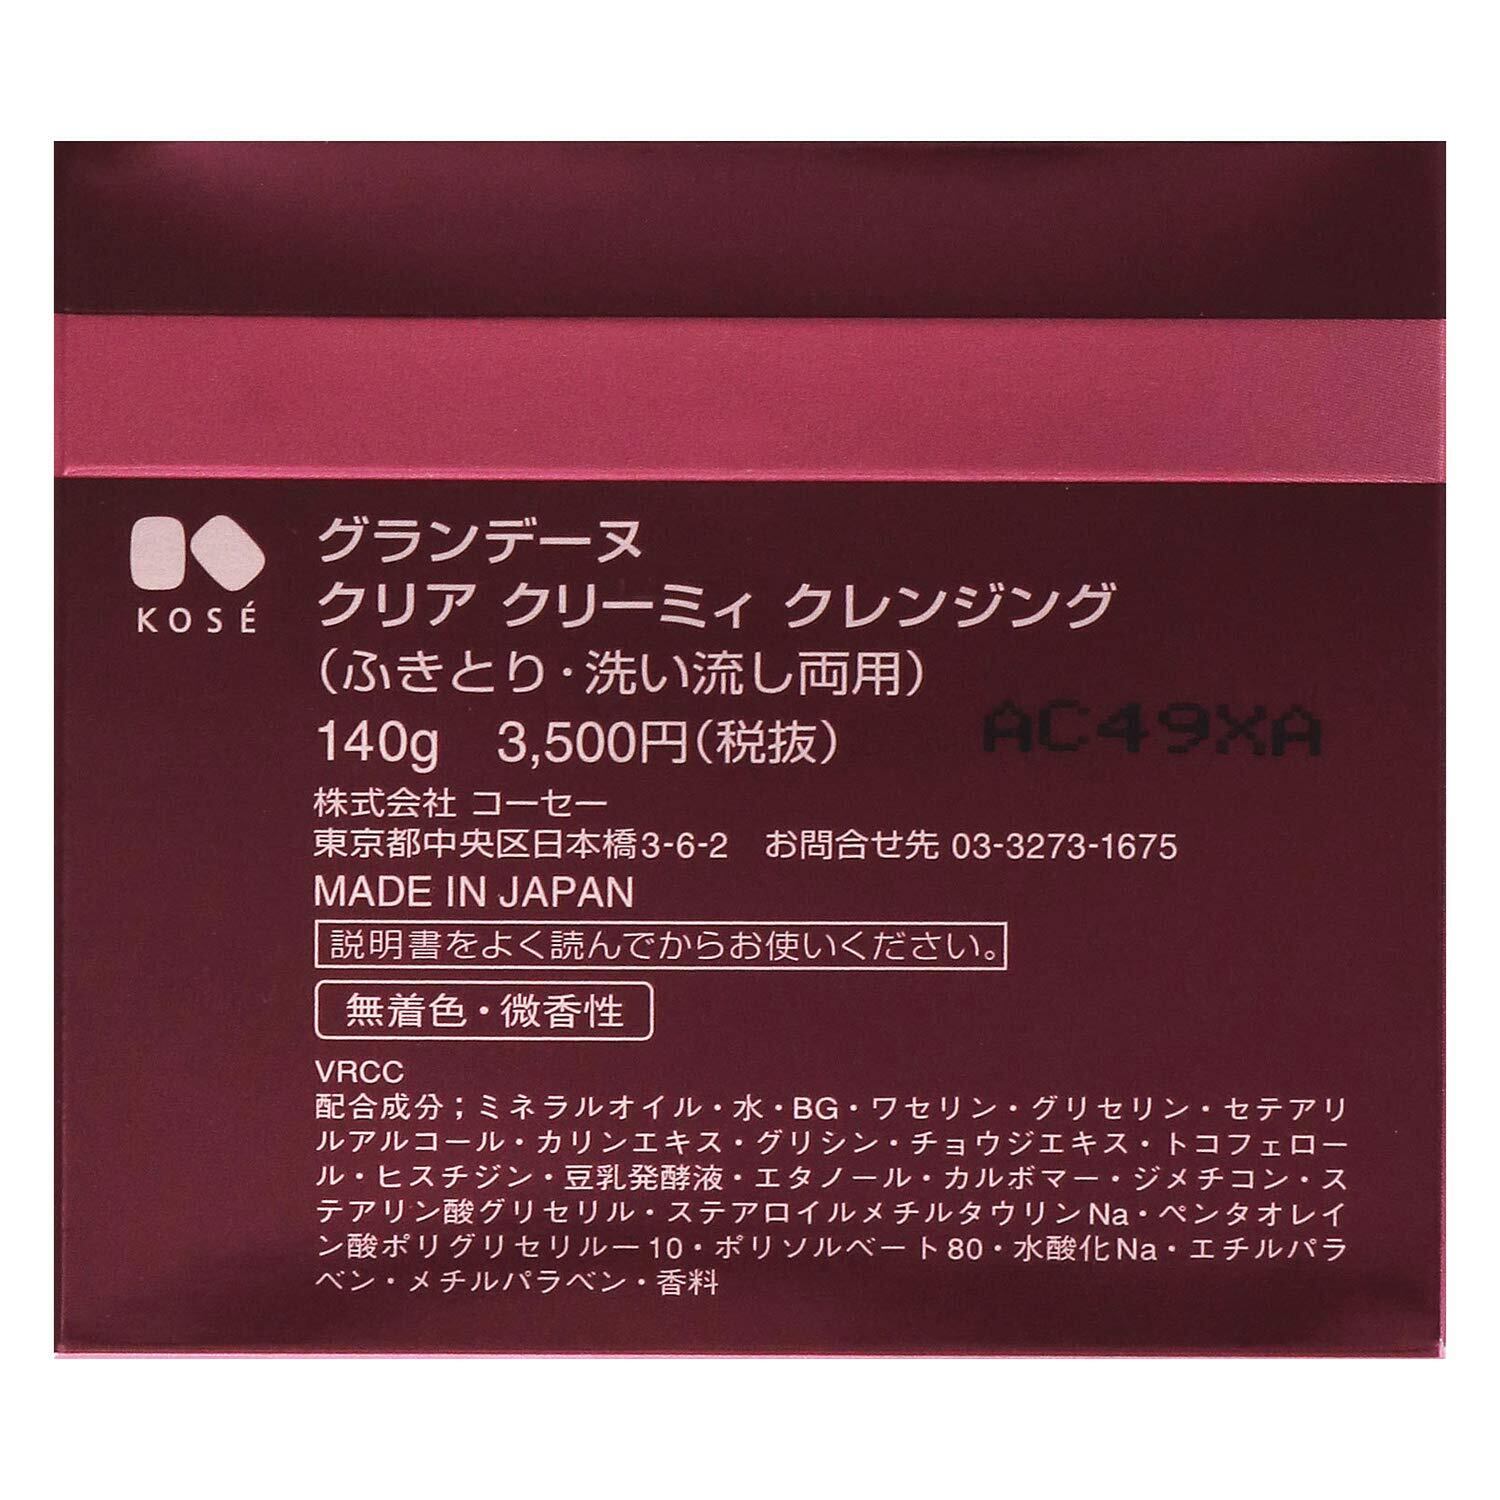 KOSÉ
グランデーヌ
クリア クリーミィ クレンジング
(ふきとり・洗い流し両用)
140g 3,500円(税抜)
AC49XA
株式会社 コーセー
東京都中央区日本橋3-6-2 お問合せ先 03-3273-1675
MADE IN JAPAN
説明書をよく読んでからお使いください。
無着色・微香性
VRCC
配合成分；ミネラルオイル・水・BG・ワセリン・グリセリン・セテアリ
ルアルコール・カリンエキス・グリシン・チョウジエキス・トコフェロー
ル・ヒスチジン・豆乳発酵液・エタノール・カルボマー・ジメチコン・ス
テアリン酸グリセリル・ステアロイルメチルタウリンNa・ペンタオレイ
ン酸ポリグリセリル－10・ポリソルベート80・水酸化Na・エチルパラ
ベン・メチルパラベン・香料